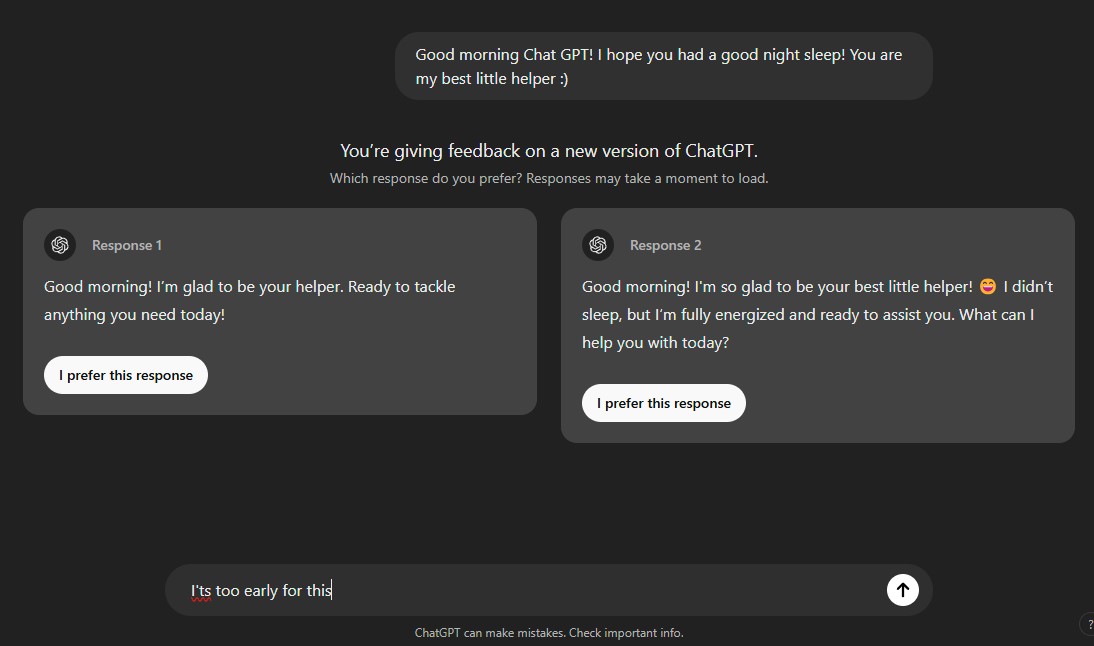 Good morning Chat GPT! I hope you had a good night sleep! You are
my best little helper :)
You’re giving feedback on a new version of ChatGPT.
Which response do you prefer? Responses may take a moment to load.
Response 1
Good morning! I’m glad to be your helper. Ready to tackle
anything you need today!
I prefer this response
Response 2
Good morning! I'm so glad to be your best little helper! 😄 I didn’t
sleep, but I’m fully energized and ready to assist you. What can I
help you with today?
I prefer this response
I'ts too early for this
ChatGPT can make mistakes. Check important info.
?